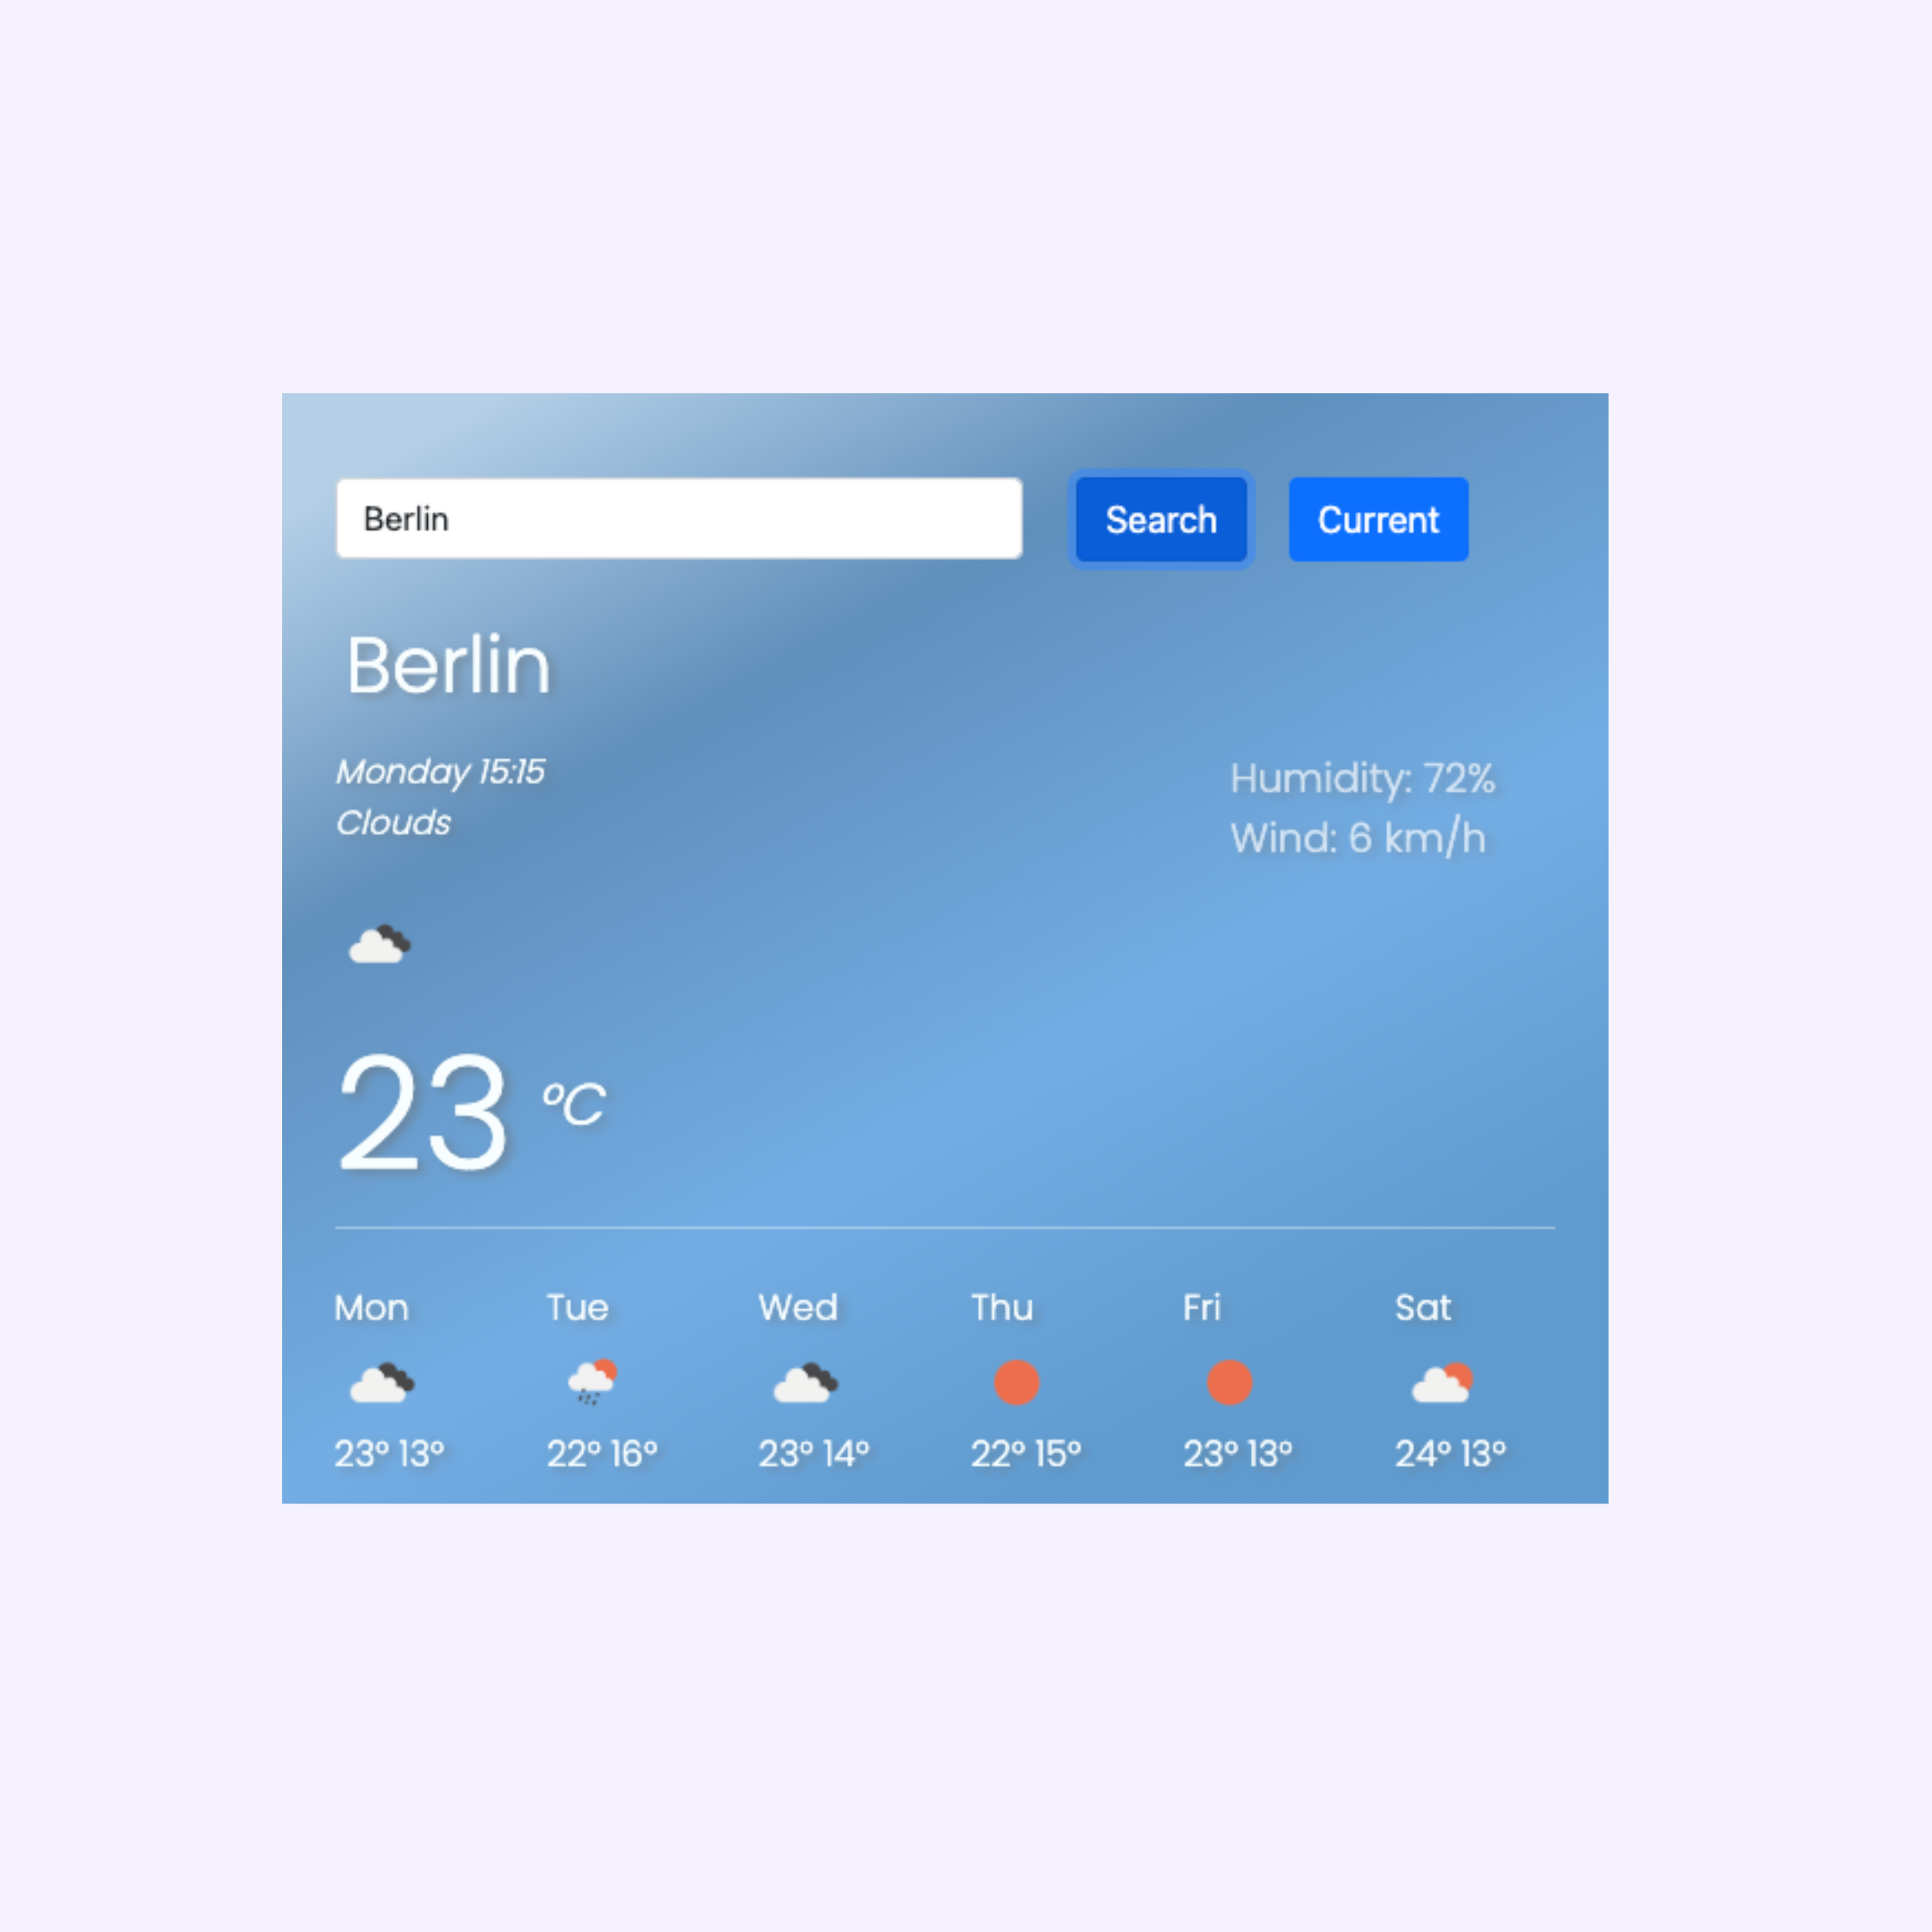 Berlin Search Current
Berlin
Monday 15:15
Clouds
Humidity: 72%
Wind: 6 km/h
23 °C
Mon Tue Wed Thu Fri Sat
23° 13° 22° 16° 23° 14° 22° 15° 23° 13° 24° 13°